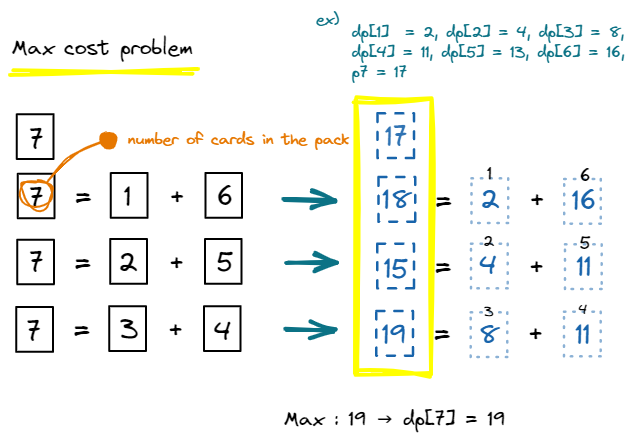 ex)
dp[1] = 2, dp[2] = 4, dp[3] = 8,
Max cost problem
dp[4] = 11, dp[5] = 13, dp[6] = 16,
p7 = 17
7
number of cards in the pack
17
1 6
7 = 1 + 6 → 18 = 2 + 16
2 5
7 = 2 + 5 → 15 = 4 + 11
3 4
7 = 3 + 4 → 19 = 8 + 11
Max : 19 → dp[7] = 19